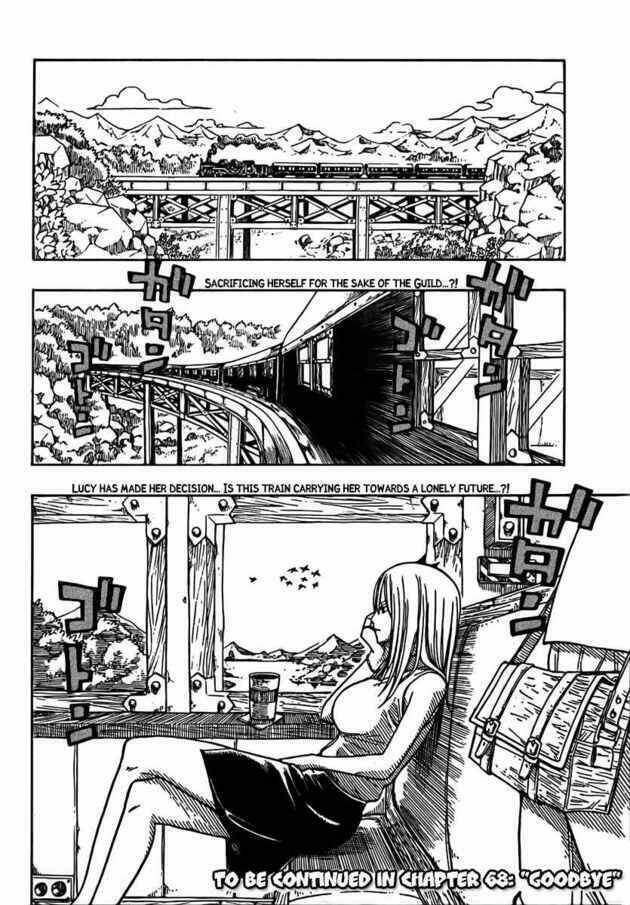 SACRIFICING HERSELF FOR THE SAKE OF THE GUILD...?!
ガタン
ガタン
ゴトン
ゴトン
LUCY HAS MADE HER DECISION... IS THIS TRAIN CARRYING HER TOWARDS A LONELY FUTURE...?!
ガタン
ゴトン
TO BE CONTINUED IN CHAPTER 68: "GOODBYE"